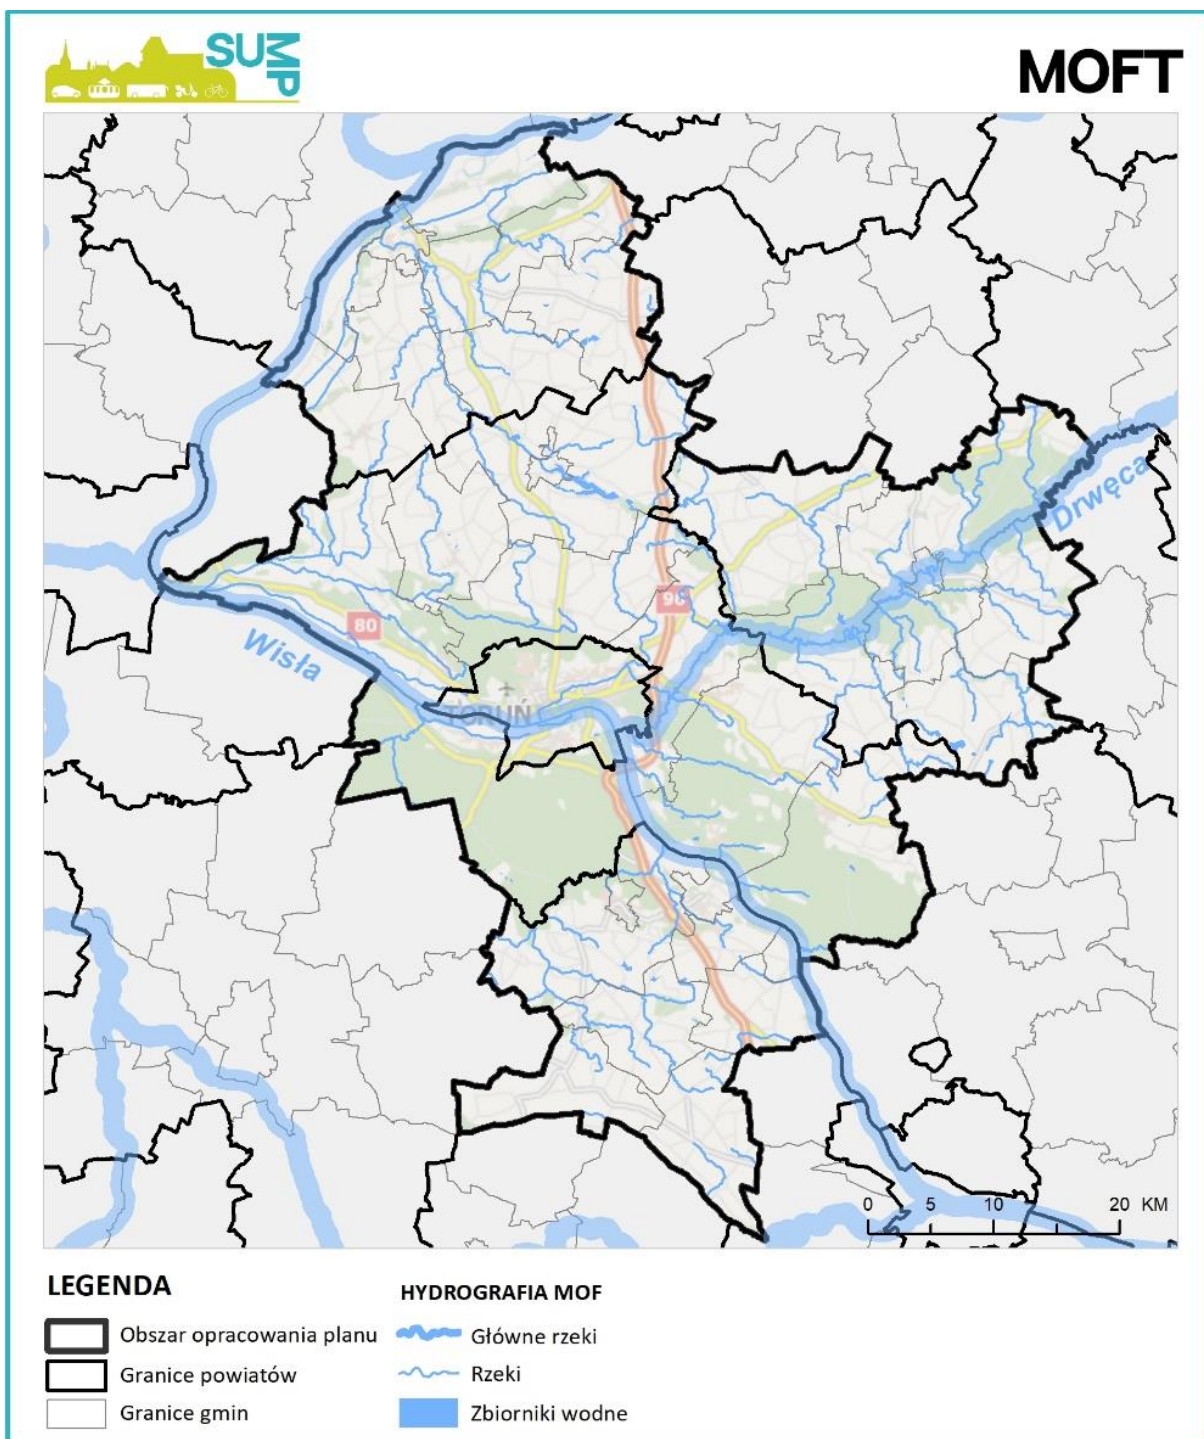 SUMP
MOFT
Drwęca
96
80
Wisła
TORUŃ
0 5 10 20 KM
LEGENDA
HYDROGRAFIA MOF
Obszar opracowania planu
Główne rzeki
Granice powiatów
Rzeki
Granice gmin
Zbiorniki wodne